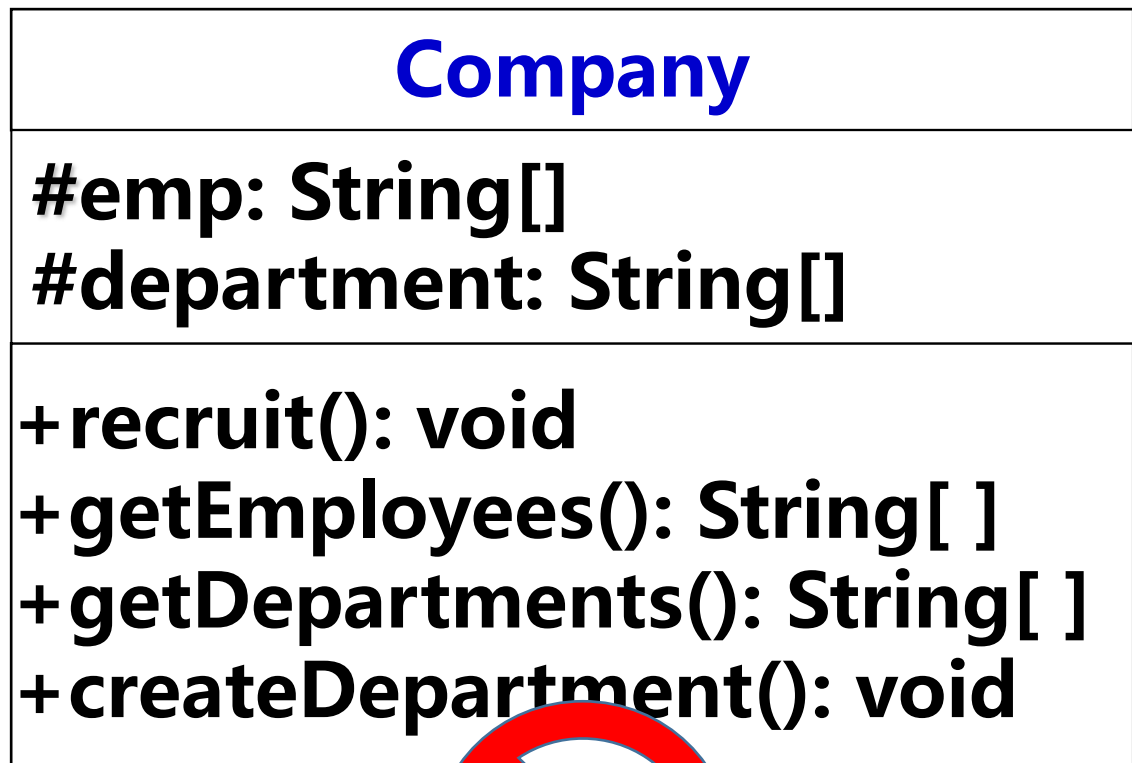 Company
#emp: String[]
#department: String[]
+recruit(): void
+getEmployees(): String[ ]
+getDepartments(): String[ ]
+createDepartment(): void